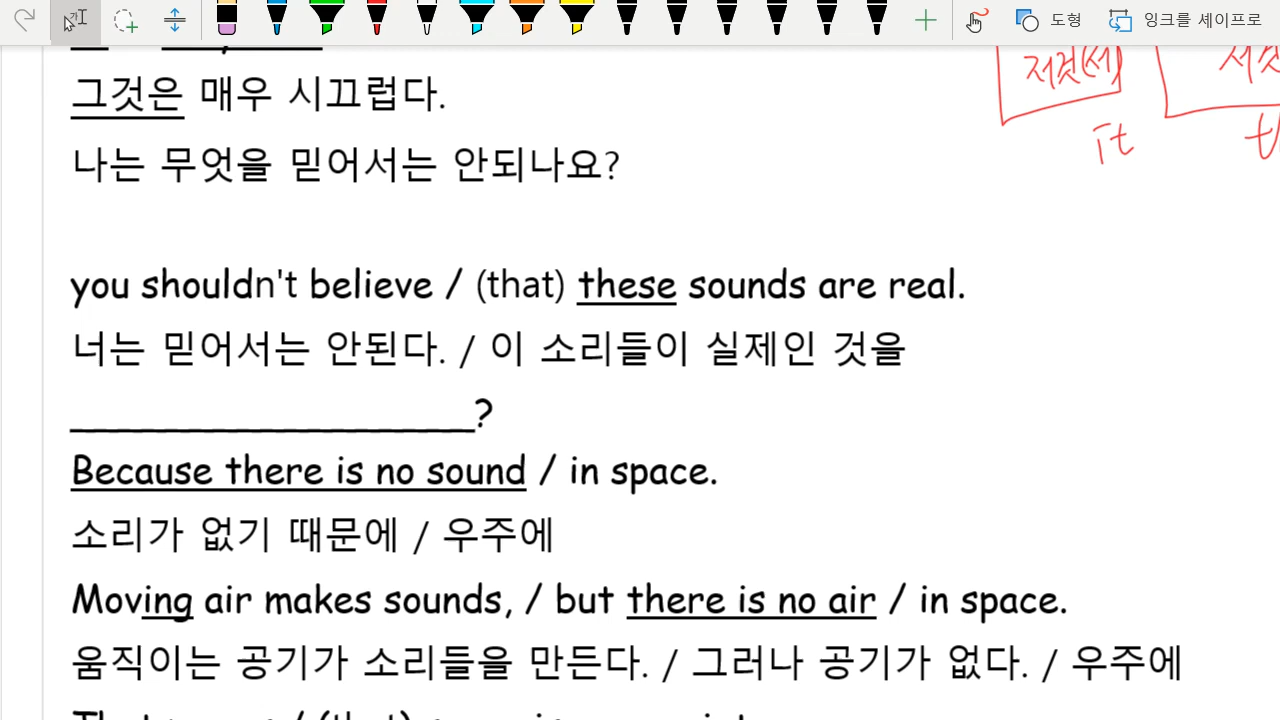 도형 잉크를 셰이프로
저것(세)
It
그것은 매우 시끄럽다.
나는 무엇을 믿어서는 안되나요?
you shouldn't believe / (that) these sounds are real.
너는 믿어서는 안된다. / 이 소리들이 실제인 것을
_________________?
Because there is no sound / in space.
소리가 없기 때문에 / 우주에
Moving air makes sounds, / but there is no air / in space.
움직이는 공기가 소리들을 만든다. / 그러나 공기가 없다. / 우주에